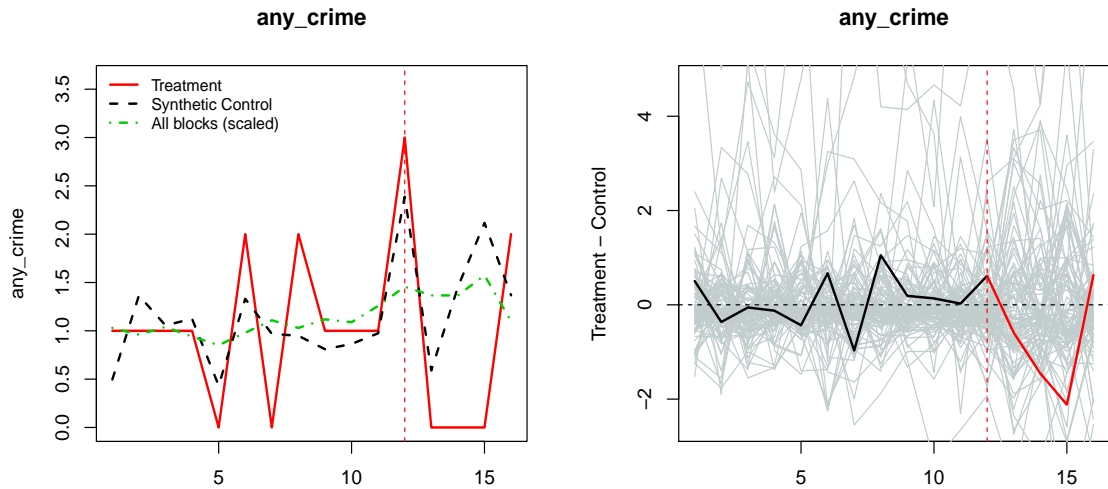 any_crime
3.5
3.0
2.5
2.0
1.5
1.0
0.5
0.0
any_crime
Treatment
Synthetic Control
All blocks (scaled)
5
10
15
any_crime
4
2
0
−2
Treatment − Control
5
10
15